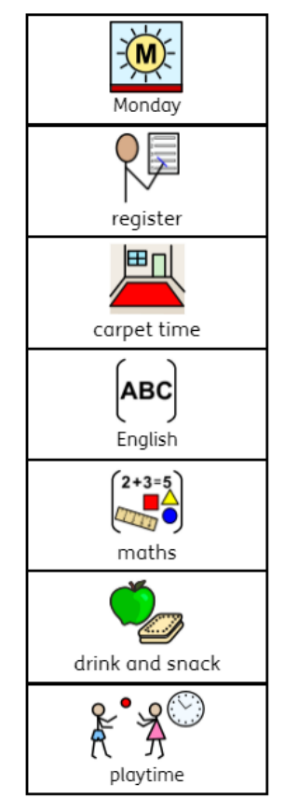 M
Monday
register
carpet time
ABC
English
2+3=5
maths
drink and snack
playtime